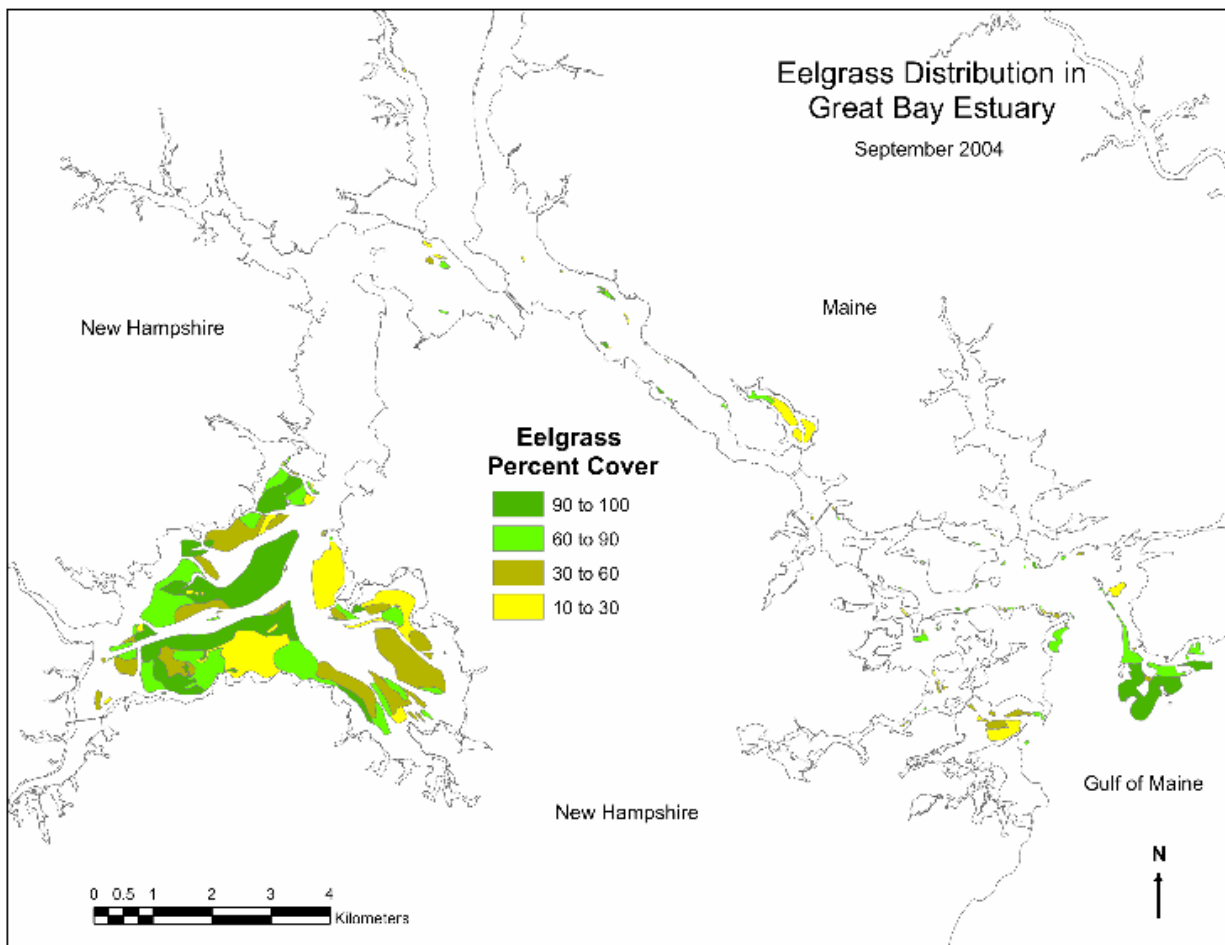 Eelgrass Distribution in
Great Bay Estuary
September 2004
Maine
New Hampshire
Eelgrass
Percent Cover
90 to 100
60 to 90
30 to 60
10 to 30
Gulf of Maine
New Hampshire
N
0 0.5 1 2 3 4
Kilometers